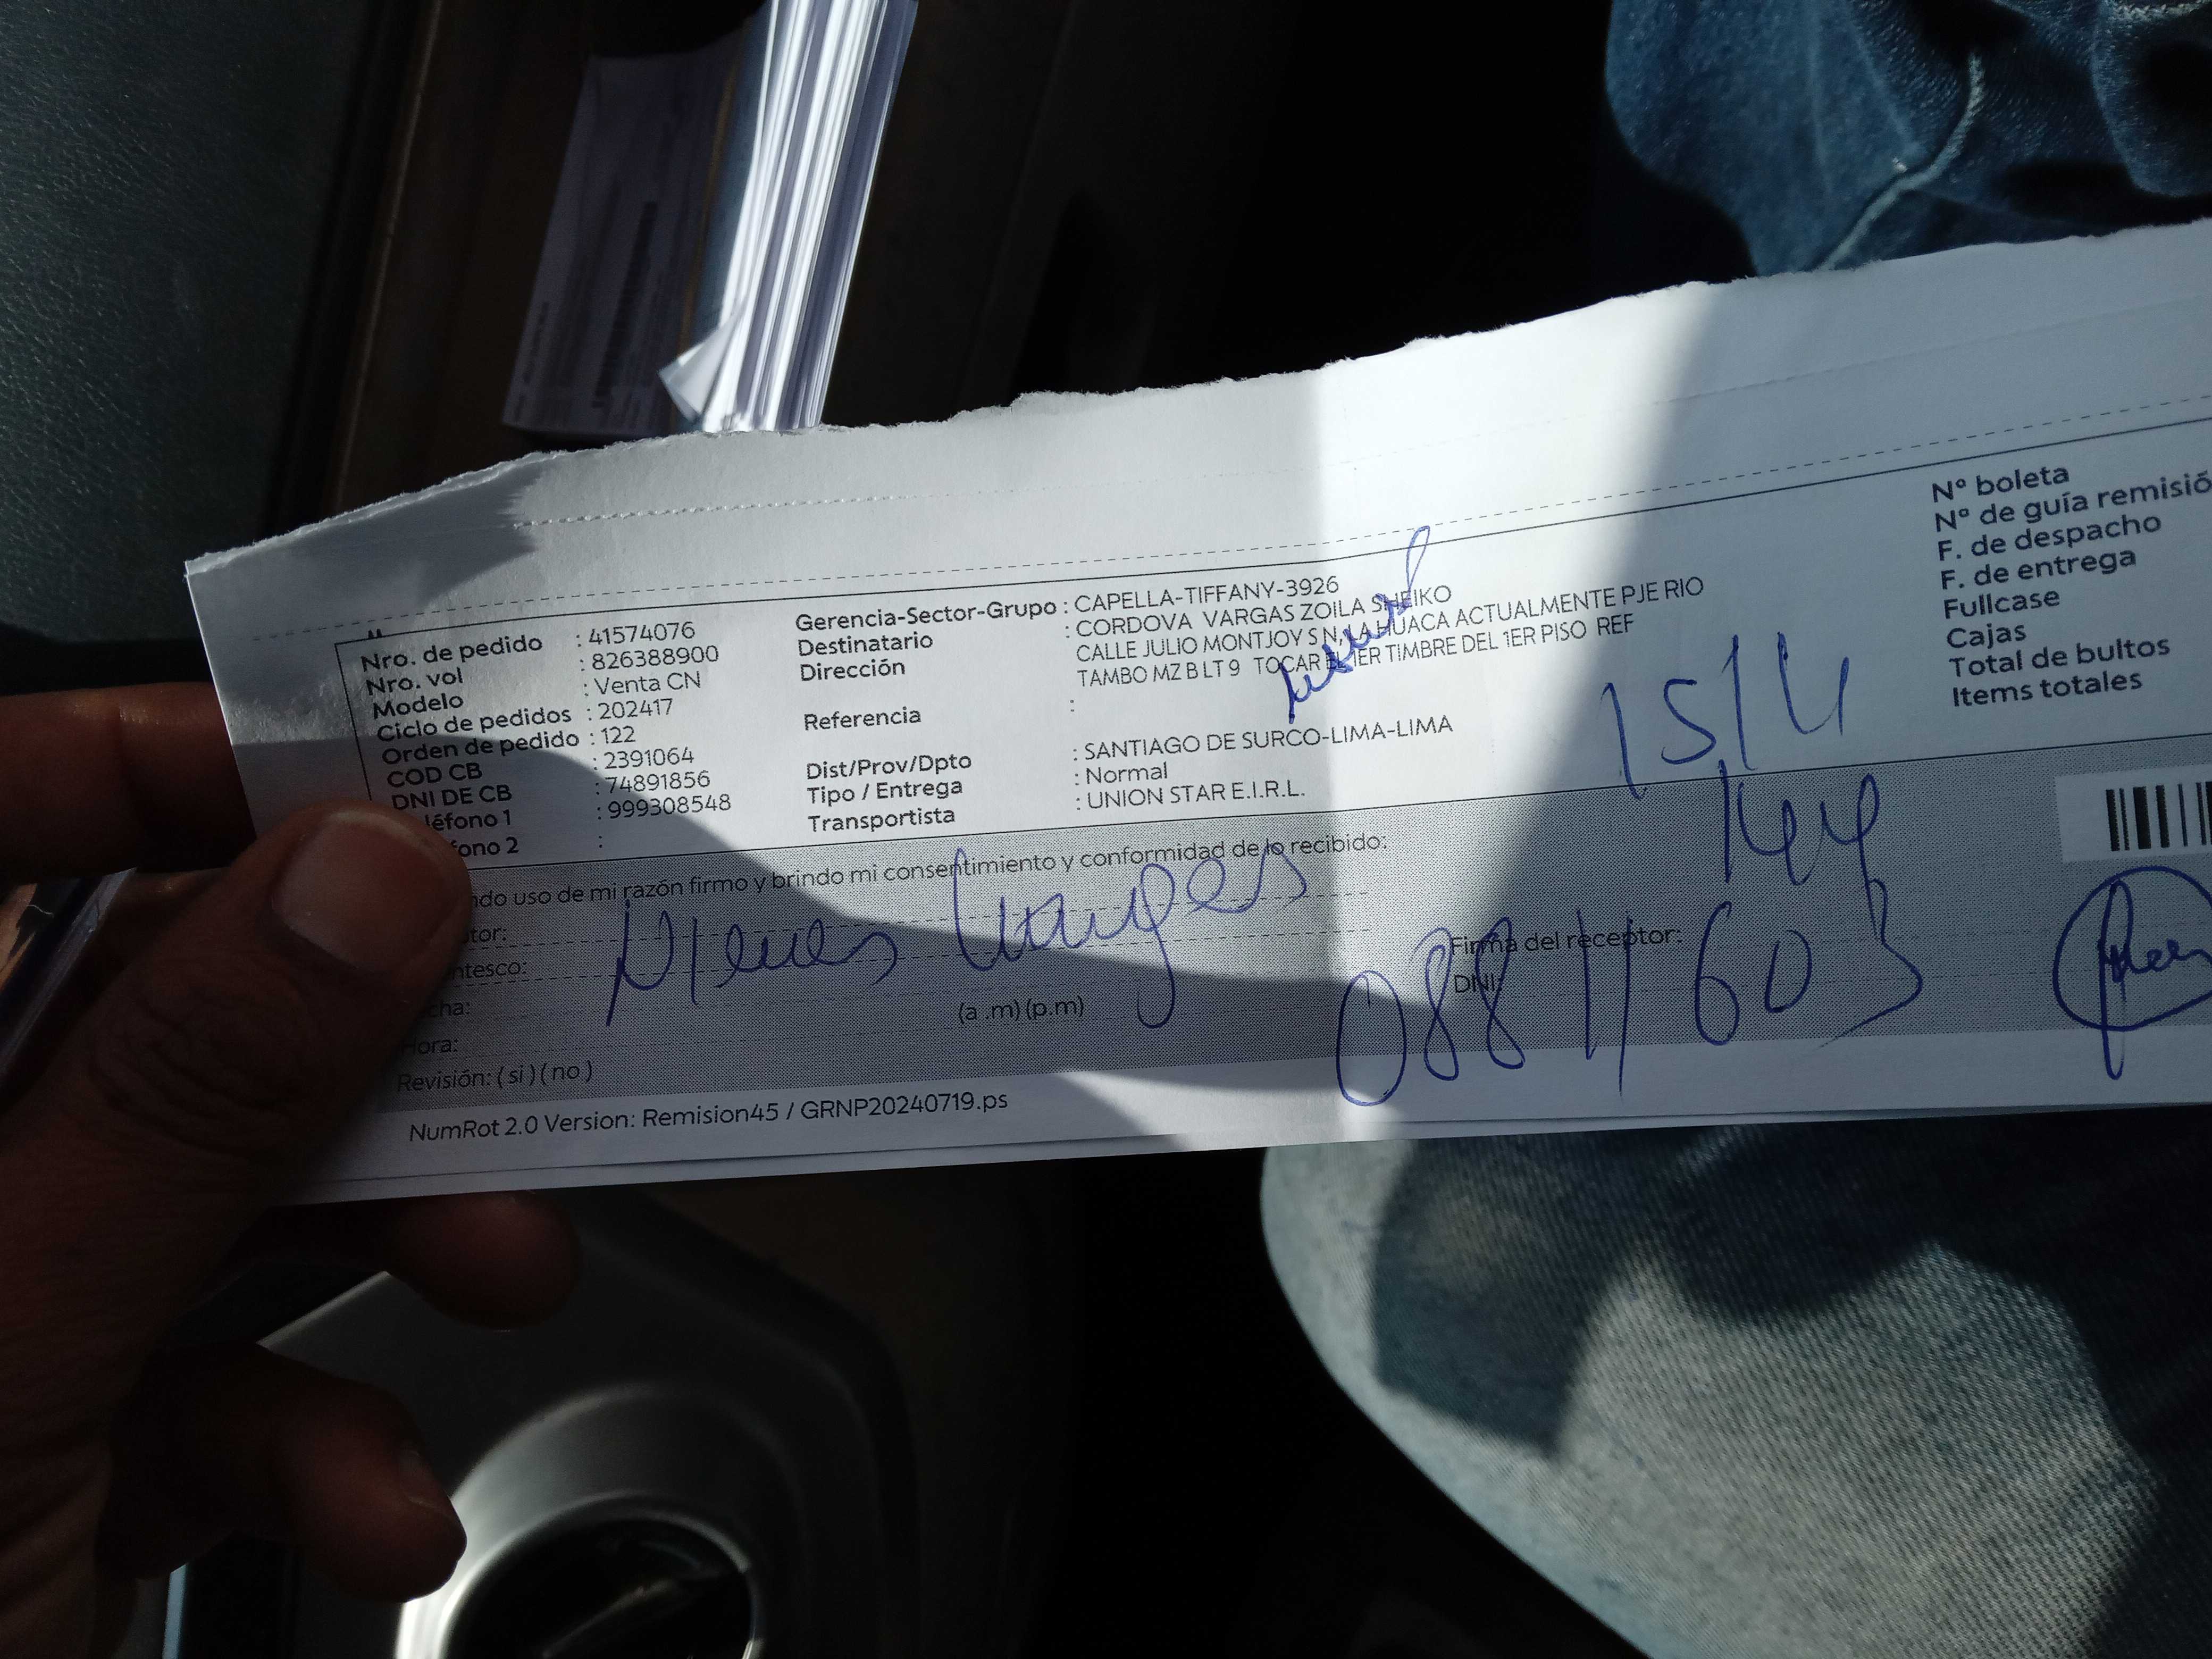 Nro. de pedido : 41574076
Nro. vol : 826388900
Modelo : Venta CN
Ciclo de pedidos : 202417
Orden de pedido : 122
COD CB : 2391064
DNI DE CB : 74891856
léfono 1 : 999308548
fono 2 :
Gerencia-Sector-Grupo : CAPELLA-TIFFANY-3926
Destinatario : CORDOVA VARGAS ZOILA SHEIKO
Dirección CALLE JULIO MONTJOY S N, LA HUACA ACTUALMENTE PJE RIO
TAMBO MZ B LT 9 TOCAR EL 1ER TIMBRE DEL 1ER PISO REF
Referencia :
Dist/Prov/Dpto : SANTIAGO DE SURCO-LIMA-LIMA
Tipo / Entrega : Normal
Transportista : UNION STAR E.I.R.L.
Nº boleta
Nº de guía remisió
F. de despacho
F. de entrega
Fullcase
Cajas
Total de bultos
Items totales
ndo uso de mi razón firmo y brindo mi consentimiento y conformidad de lo recibido:
tor:
ntesco:
Nieves Vargas
cha:
Hora: (a .m) (p.m)
Revisión: ( si ) ( no )
Firma del receptor:
DNI:
08811603
NumRot 2.0 Version: Remision45 / GRNP20240719.ps